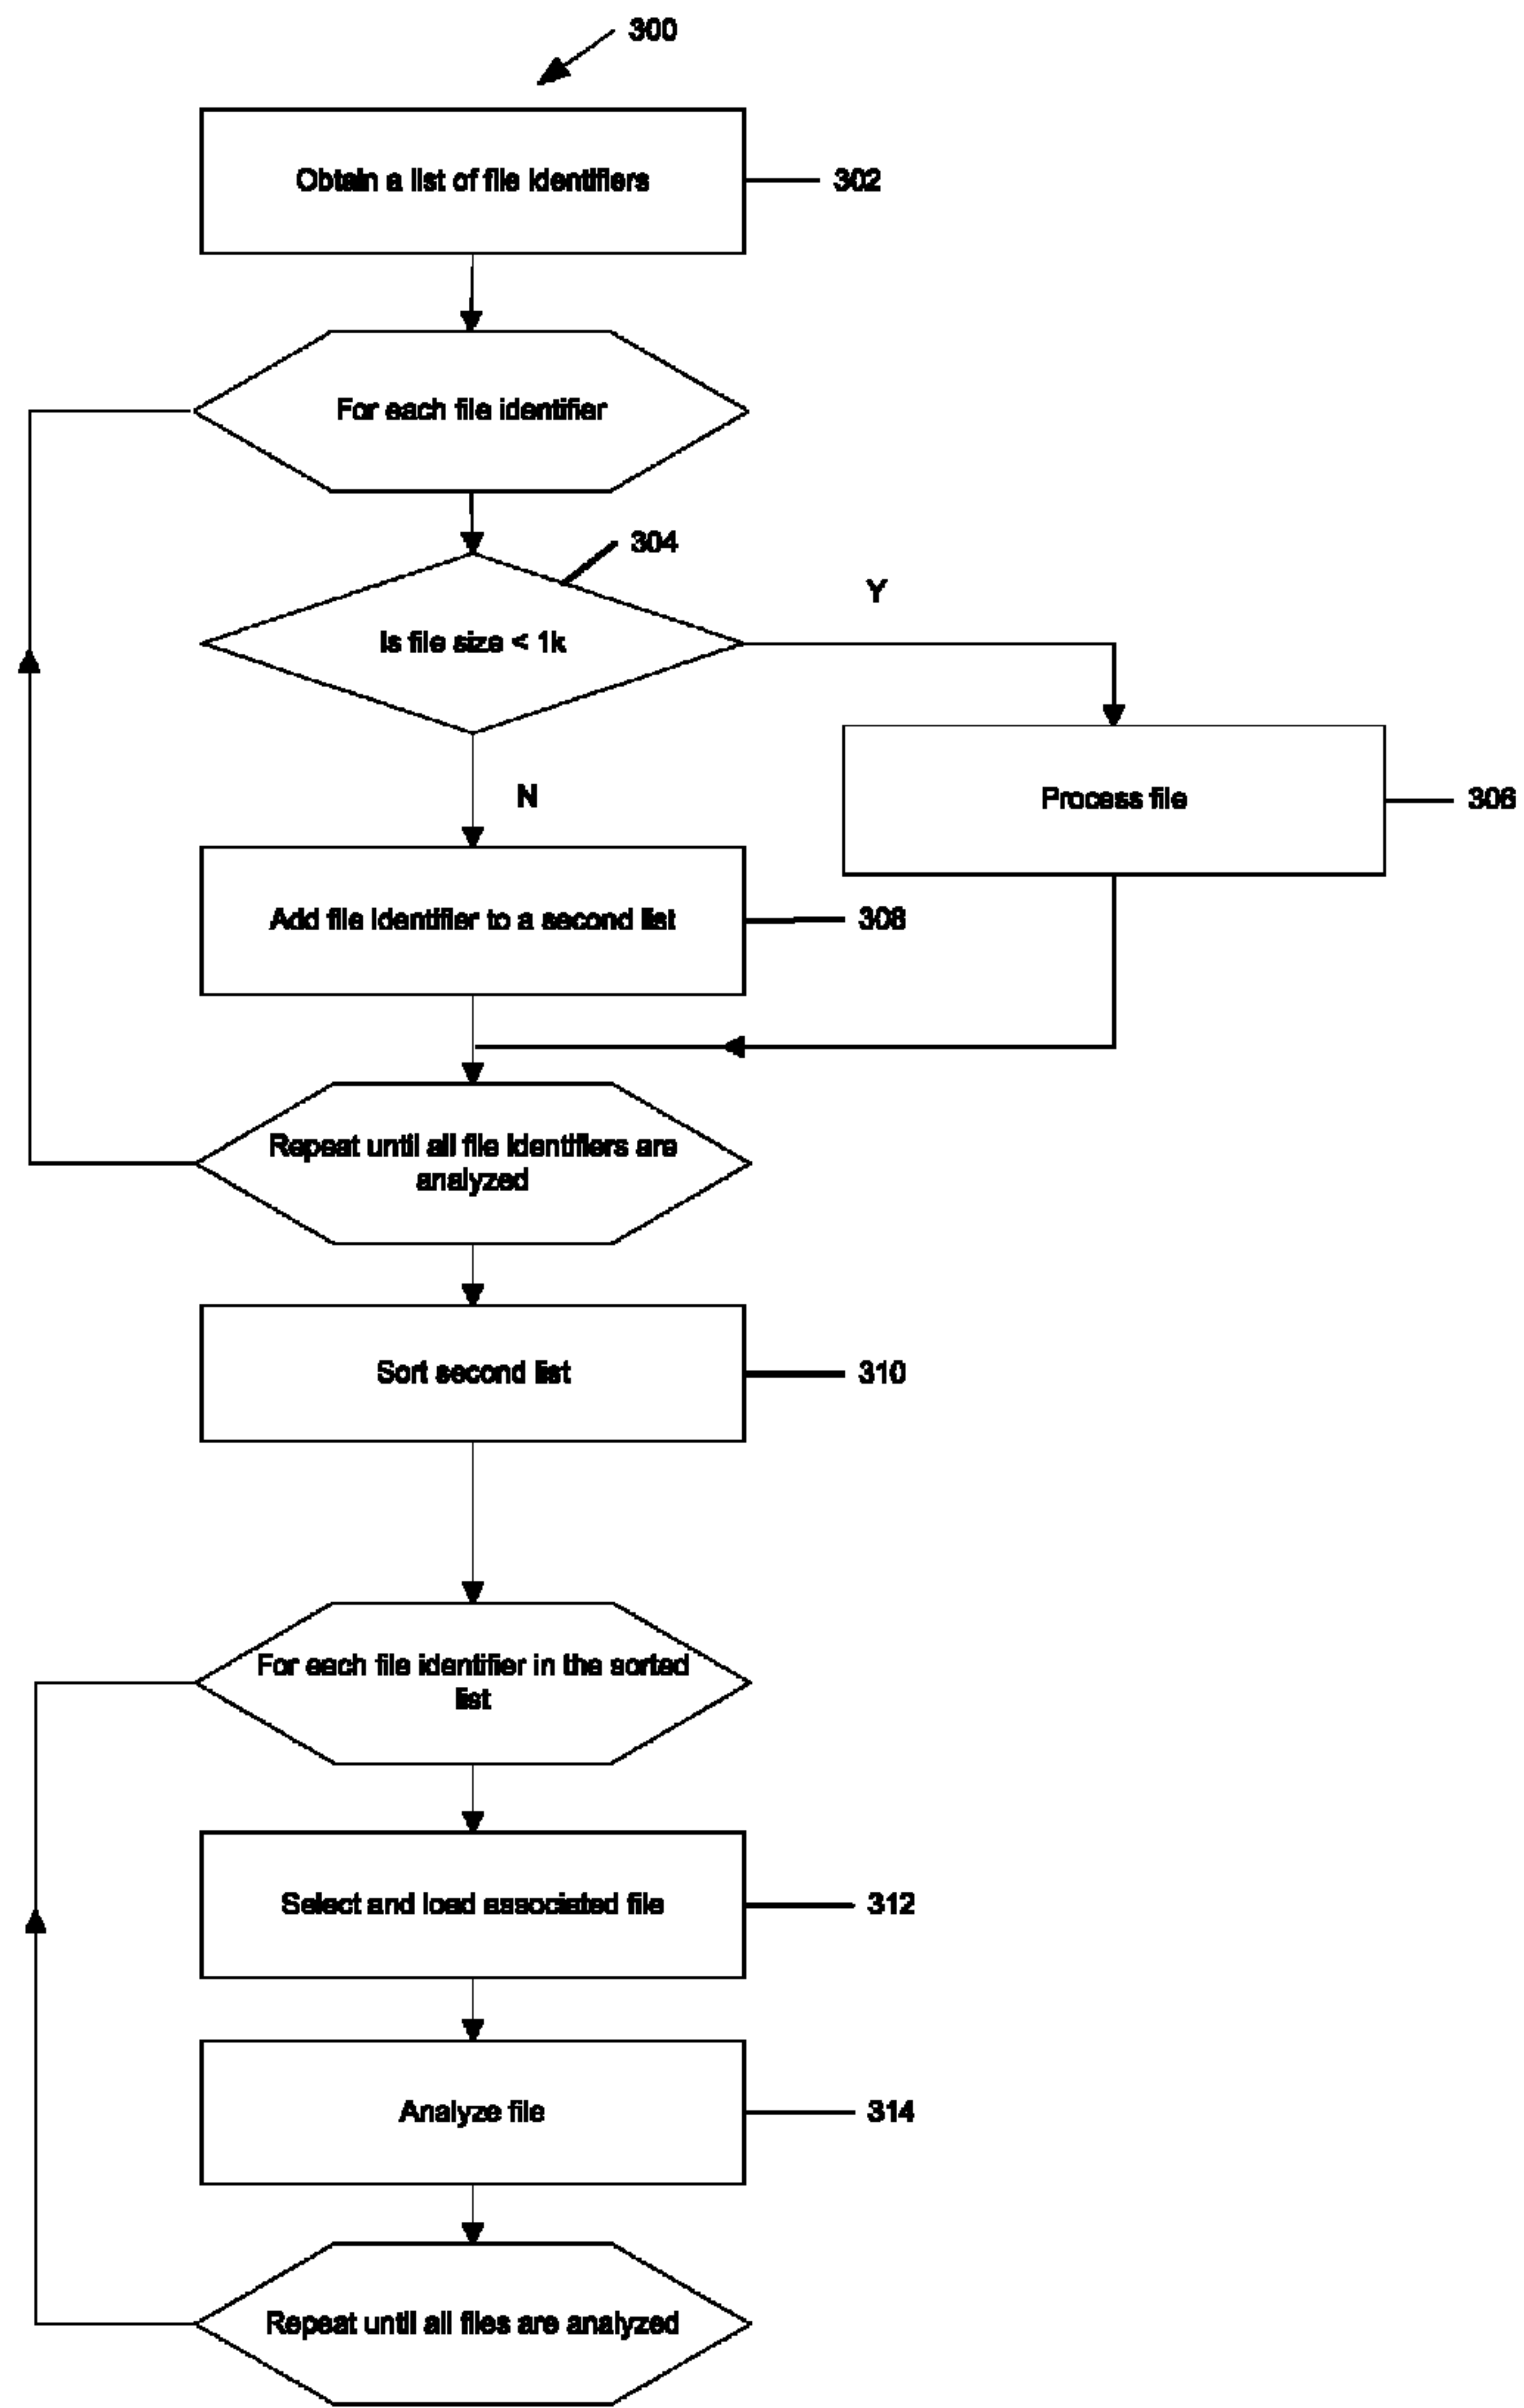 300
Obtain a list of file identifiers
302
For each file identifier
304
Y
Is file size < 1k
N
Process file
306
Add file identifier to a second list
308
Repeat until all file identifiers are
analyzed
Sort second list
310
For each file identifier in the sorted
list
Select and load associated file
312
Analyze file
314
Repeat until all files are analyzed